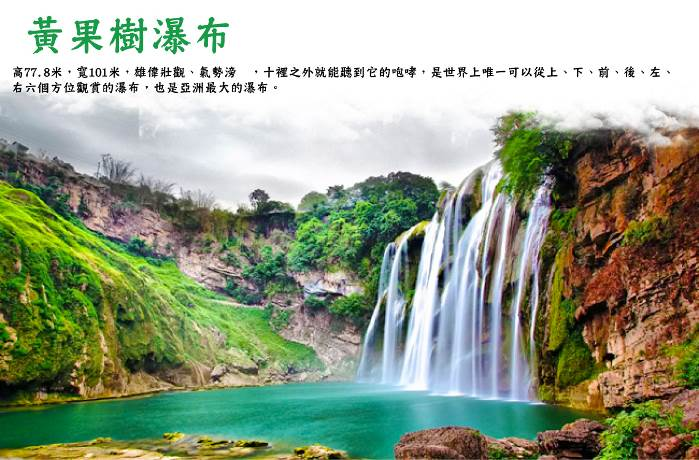 黃果樹瀑布
高77.8米，寬101米，雄偉壯觀、氣勢滂　，十裡之外就能聽到它的咆哮，是世界上唯一可以從上、下、前、後、左、
右六個方位觀賞的瀑布，也是亞洲最大的瀑布。